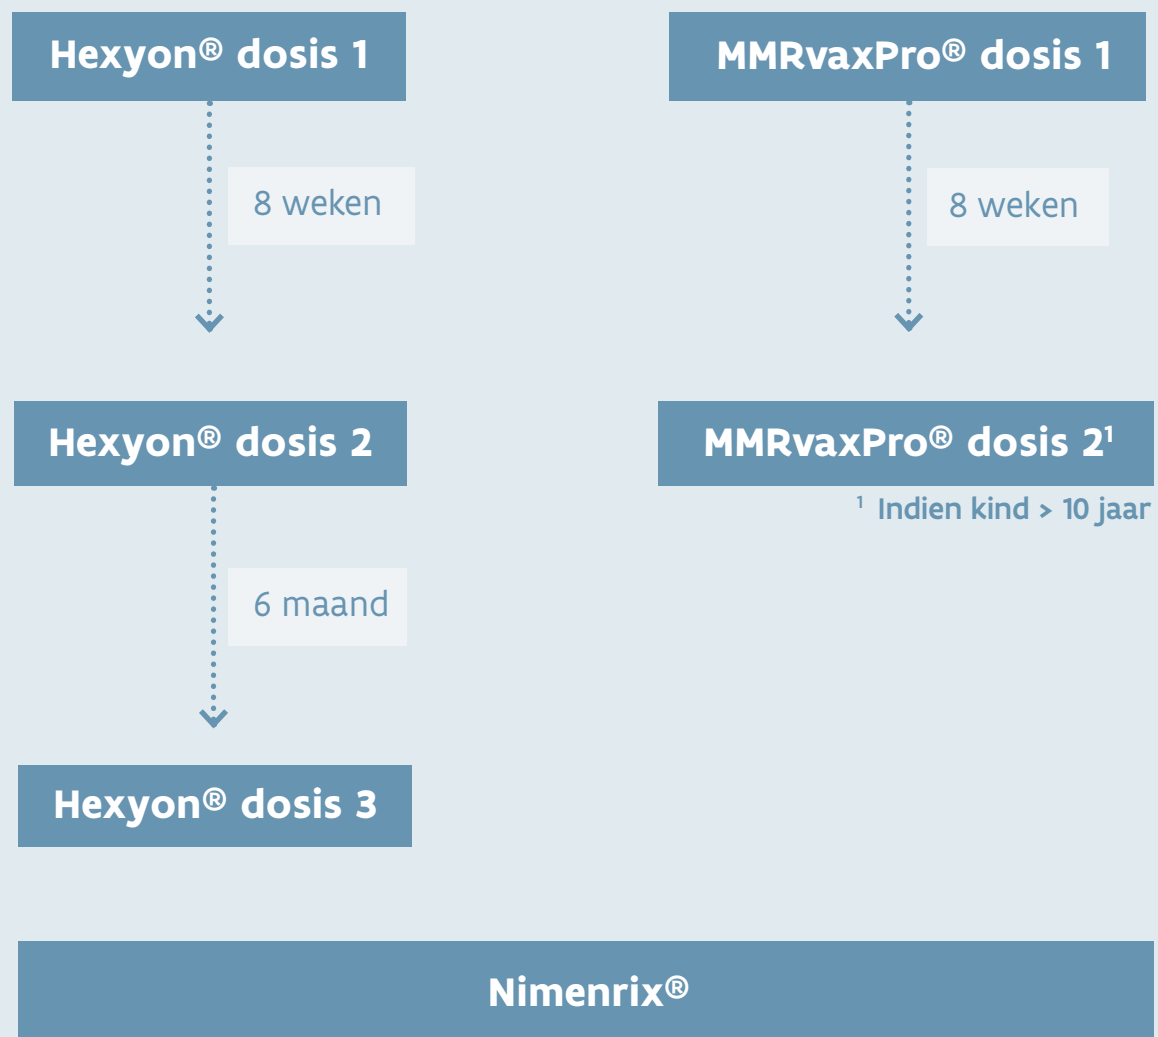 Hexyon® dosis 1
MMRvaxPro® dosis 1
8 weken
8 weken
Hexyon® dosis 2
MMRvaxPro® dosis 2¹
¹ Indien kind > 10 jaar
6 maand
Hexyon® dosis 3
Nimenrix®